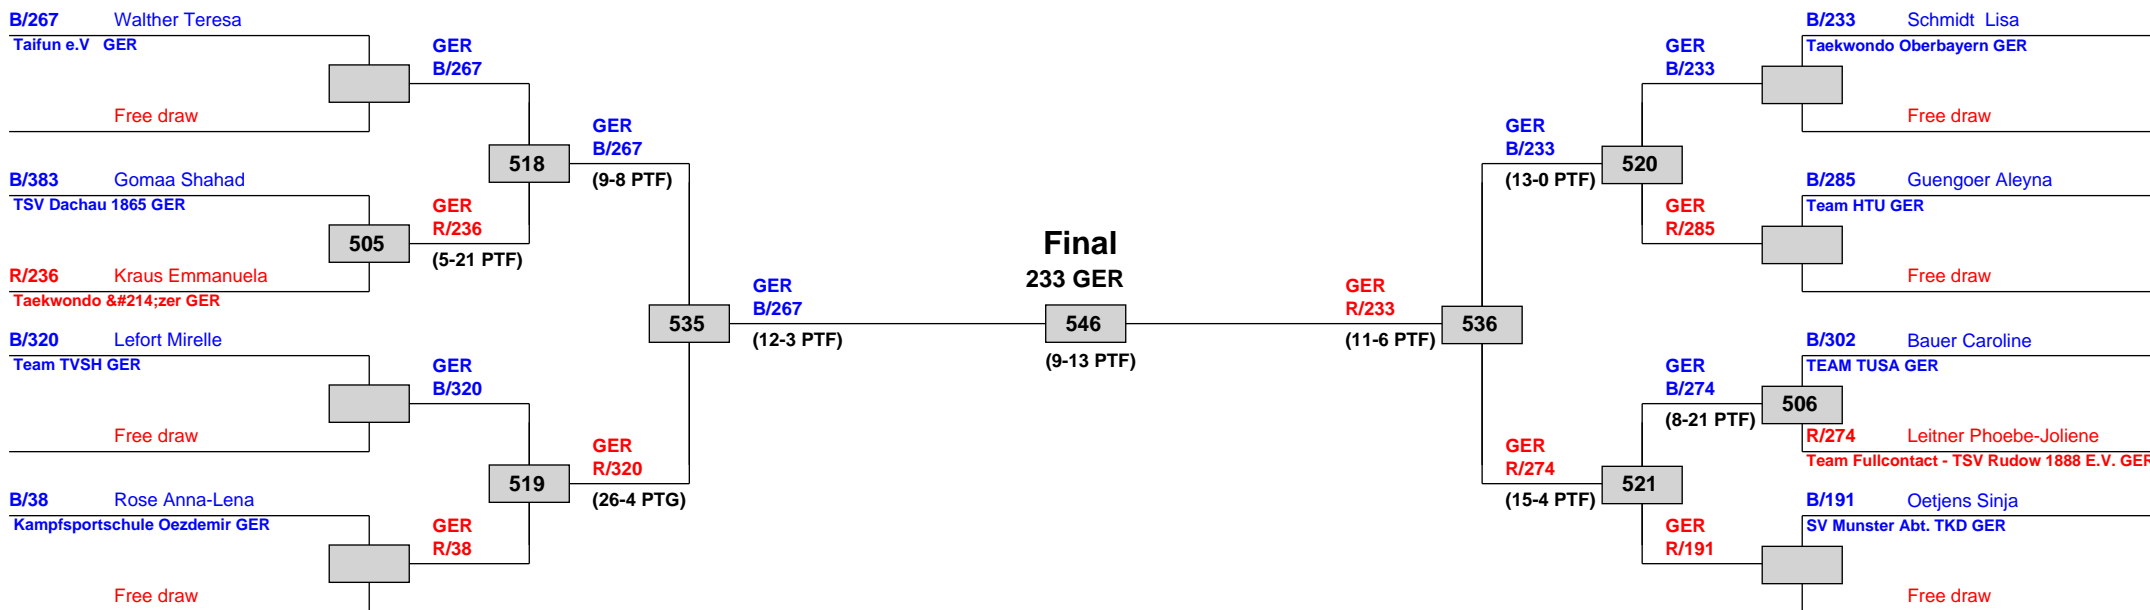 B/267 Walther Teresa
Taifun e.V GER
Free draw
B/383 Gomaa Shahad
TSV Dachau 1865 GER
R/236 Kraus Emmanuela
Taekwondo &#214;zer GER
B/320 Lefort Mirelle
Team TVSH GER
Free draw
B/38 Rose Anna-Lena
Kampfsportschule Oezdemir GER
Free draw
505
GER
B/267
GER
R/236
(5-21 PTF)
GER
B/320
GER
R/38
518
519
GER
B/267
(9-8 PTF)
GER
R/320
(26-4 PTG)
535
GER
B/267
(12-3 PTF)
Final
233 GER
546
(9-13 PTF)
GER
R/233
(11-6 PTF)
536
GER
B/233
(13-0 PTF)
GER
R/274
(15-4 PTF)
520
521
GER
B/233
GER
R/285
GER
B/274
(8-21 PTF)
GER
R/191
506
B/233 Schmidt Lisa
Taekwondo Oberbayern GER
Free draw
B/285 Guengoer Aleyna
Team HTU GER
Free draw
B/302 Bauer Caroline
TEAM TUSA GER
R/274 Leitner Phoebe-Joliene
Team Fullcontact - TSV Rudow 1888 E.V. GER
B/191 Oetjens Sinja
SV Munster Abt. TKD GER
Free draw